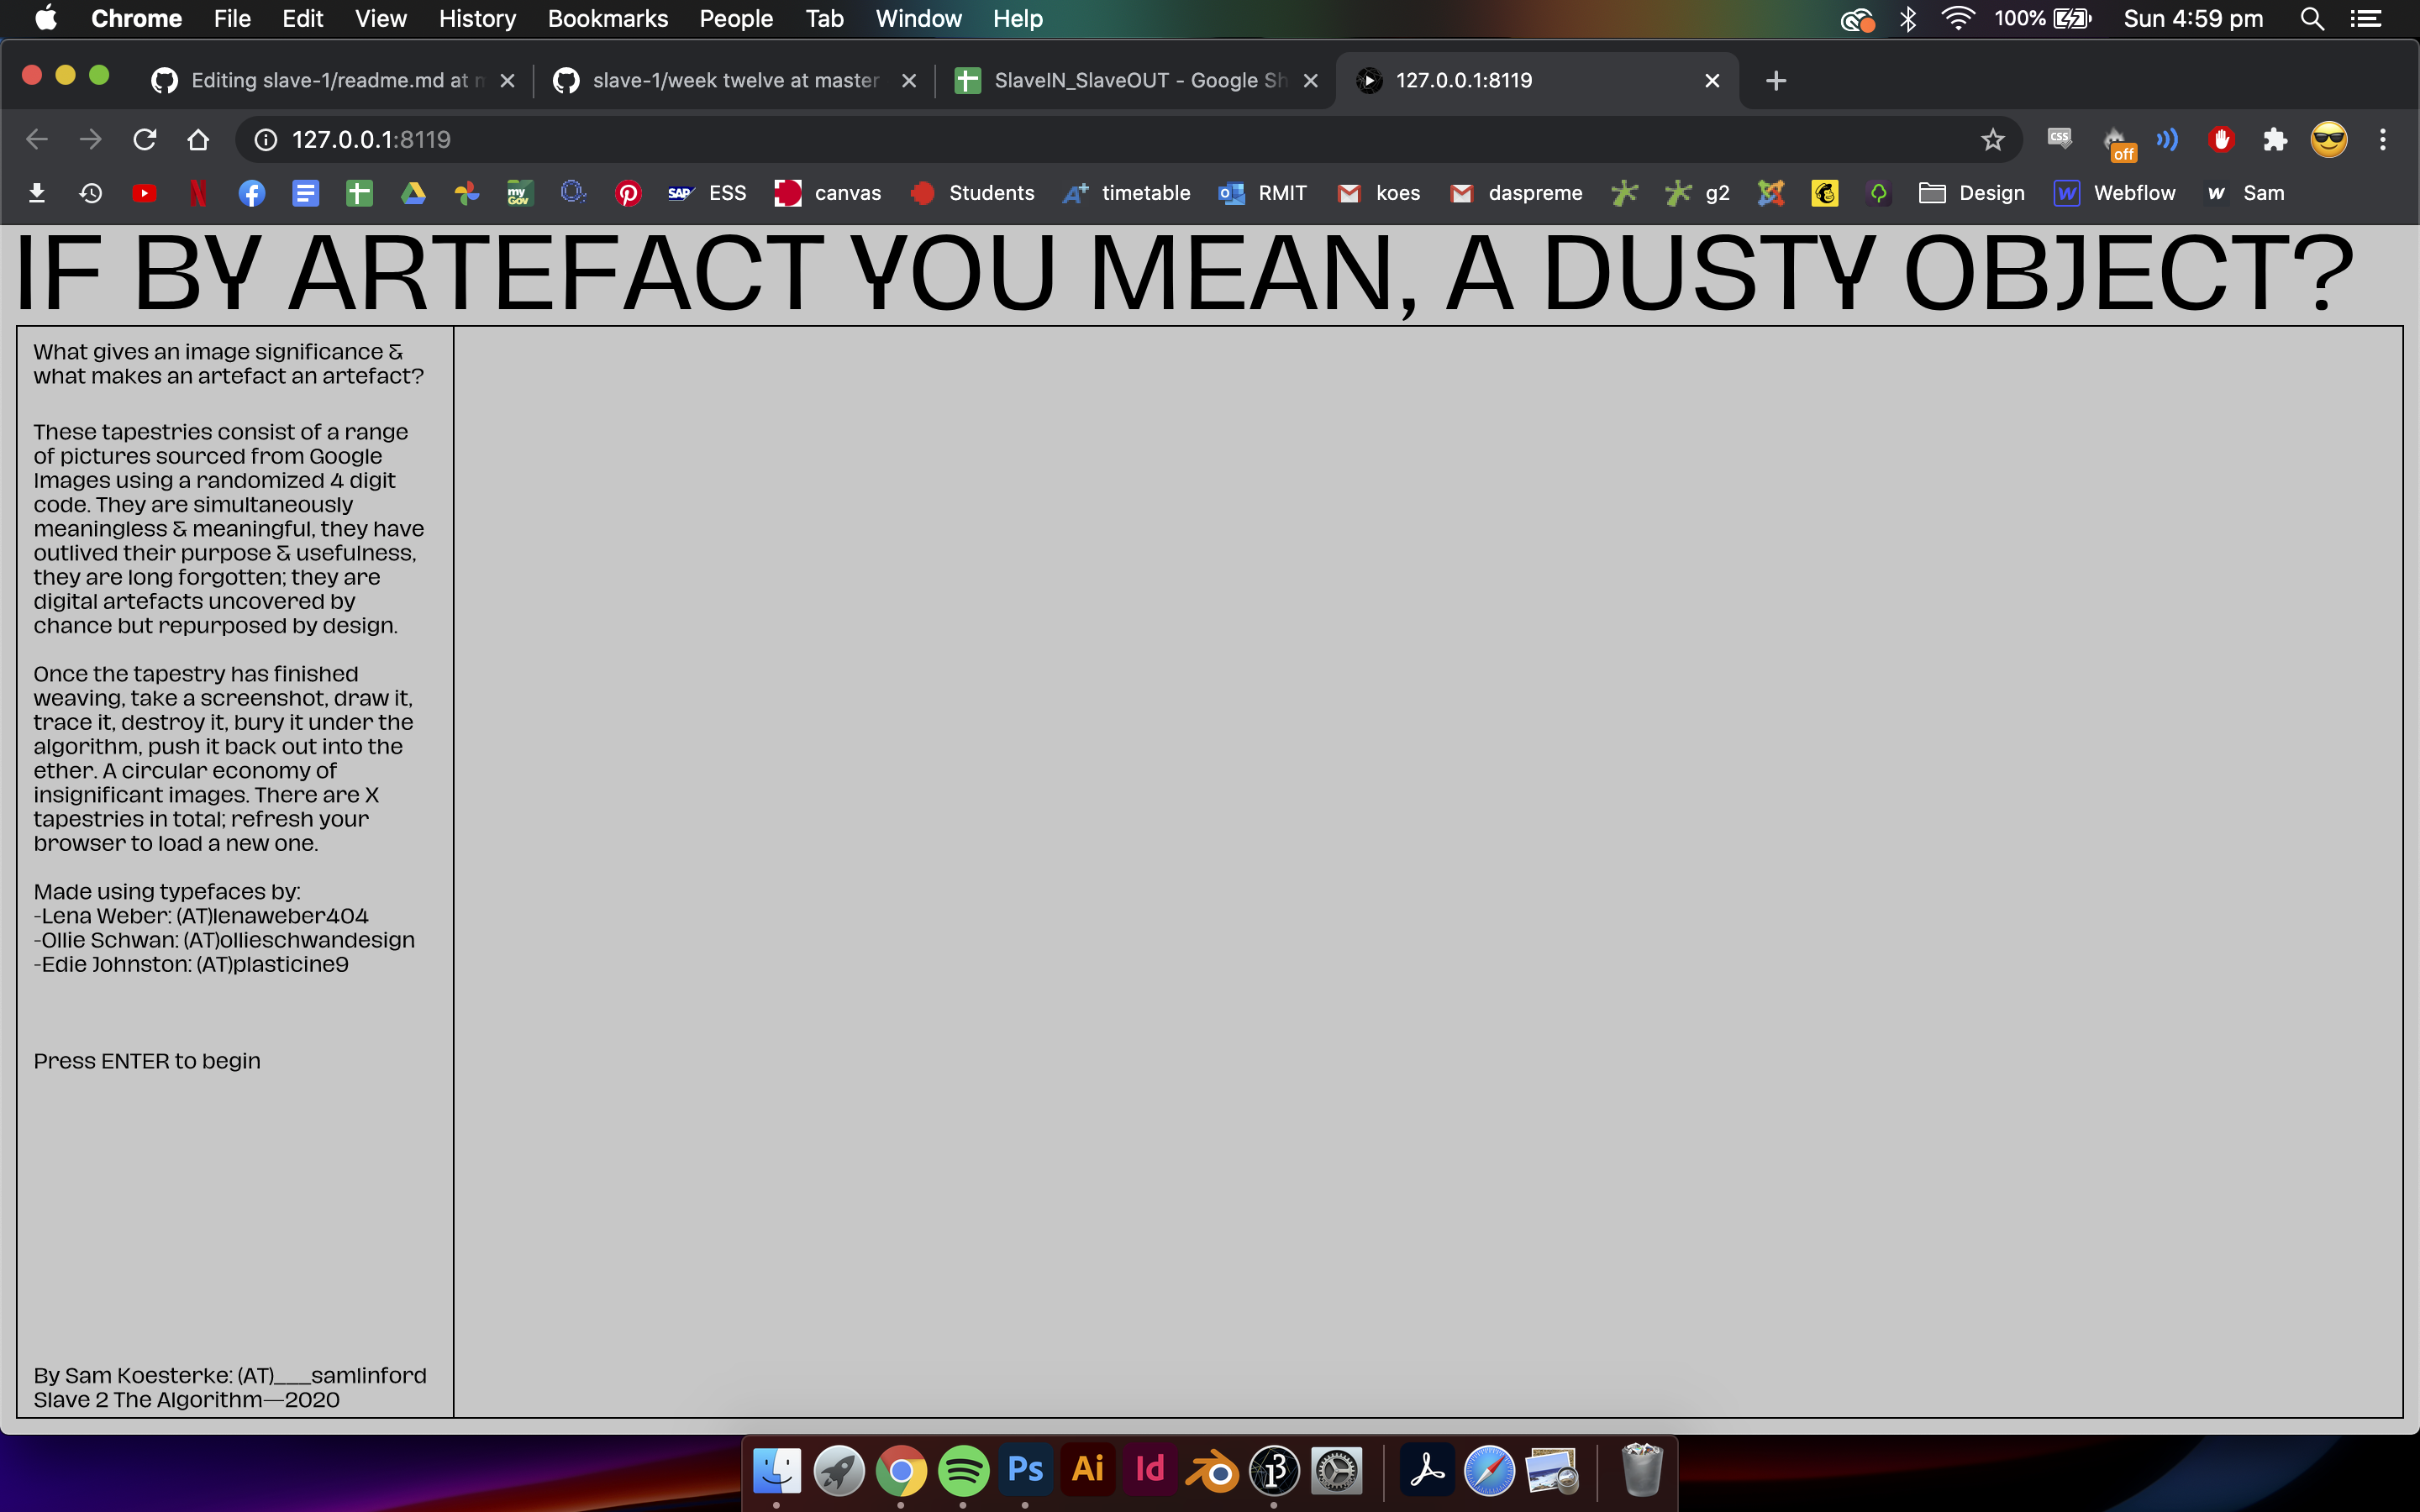 Chrome File Edit View History Bookmarks People Tab Window Help 100% Sun 4:59 pm
Editing slave-1/readme.md at m slave-1/week twelve at master SlaveIN_SlaveOUT - Google Sh 127.0.0.1:8119
127.0.0.1:8119 CSS off
N my Gov SAP ESS canvas Students A+ timetable RMIT koes daspreme g2 Design W Webflow W Sam
IF BY ARTEFACT YOU MEAN, A DUSTY OBJECT?
What gives an image significance &
what makes an artefact an artefact?
These tapestries consist of a range
of pictures sourced from Google
Images using a randomized 4 digit
code. They are simultaneously
meaningless & meaningful, they have
outlived their purpose & usefulness,
they are long forgotten; they are
digital artefacts uncovered by
chance but repurposed by design.
Once the tapestry has finished
weaving, take a screenshot, draw it,
trace it, destroy it, bury it under the
algorithm, push it back out into the
ether. A circular economy of
insignificant images. There are X
tapestries in total; refresh your
browser to load a new one.
Made using typefaces by:
-Lena Weber: (AT)lenaweber404
-Ollie Schwan: (AT)ollieschwandesign
-Edie Johnston: (AT)plasticine9
Press ENTER to begin
By Sam Koesterke: (AT)___samlinford
Slave 2 The Algorithm—2020
Ps Ai Id